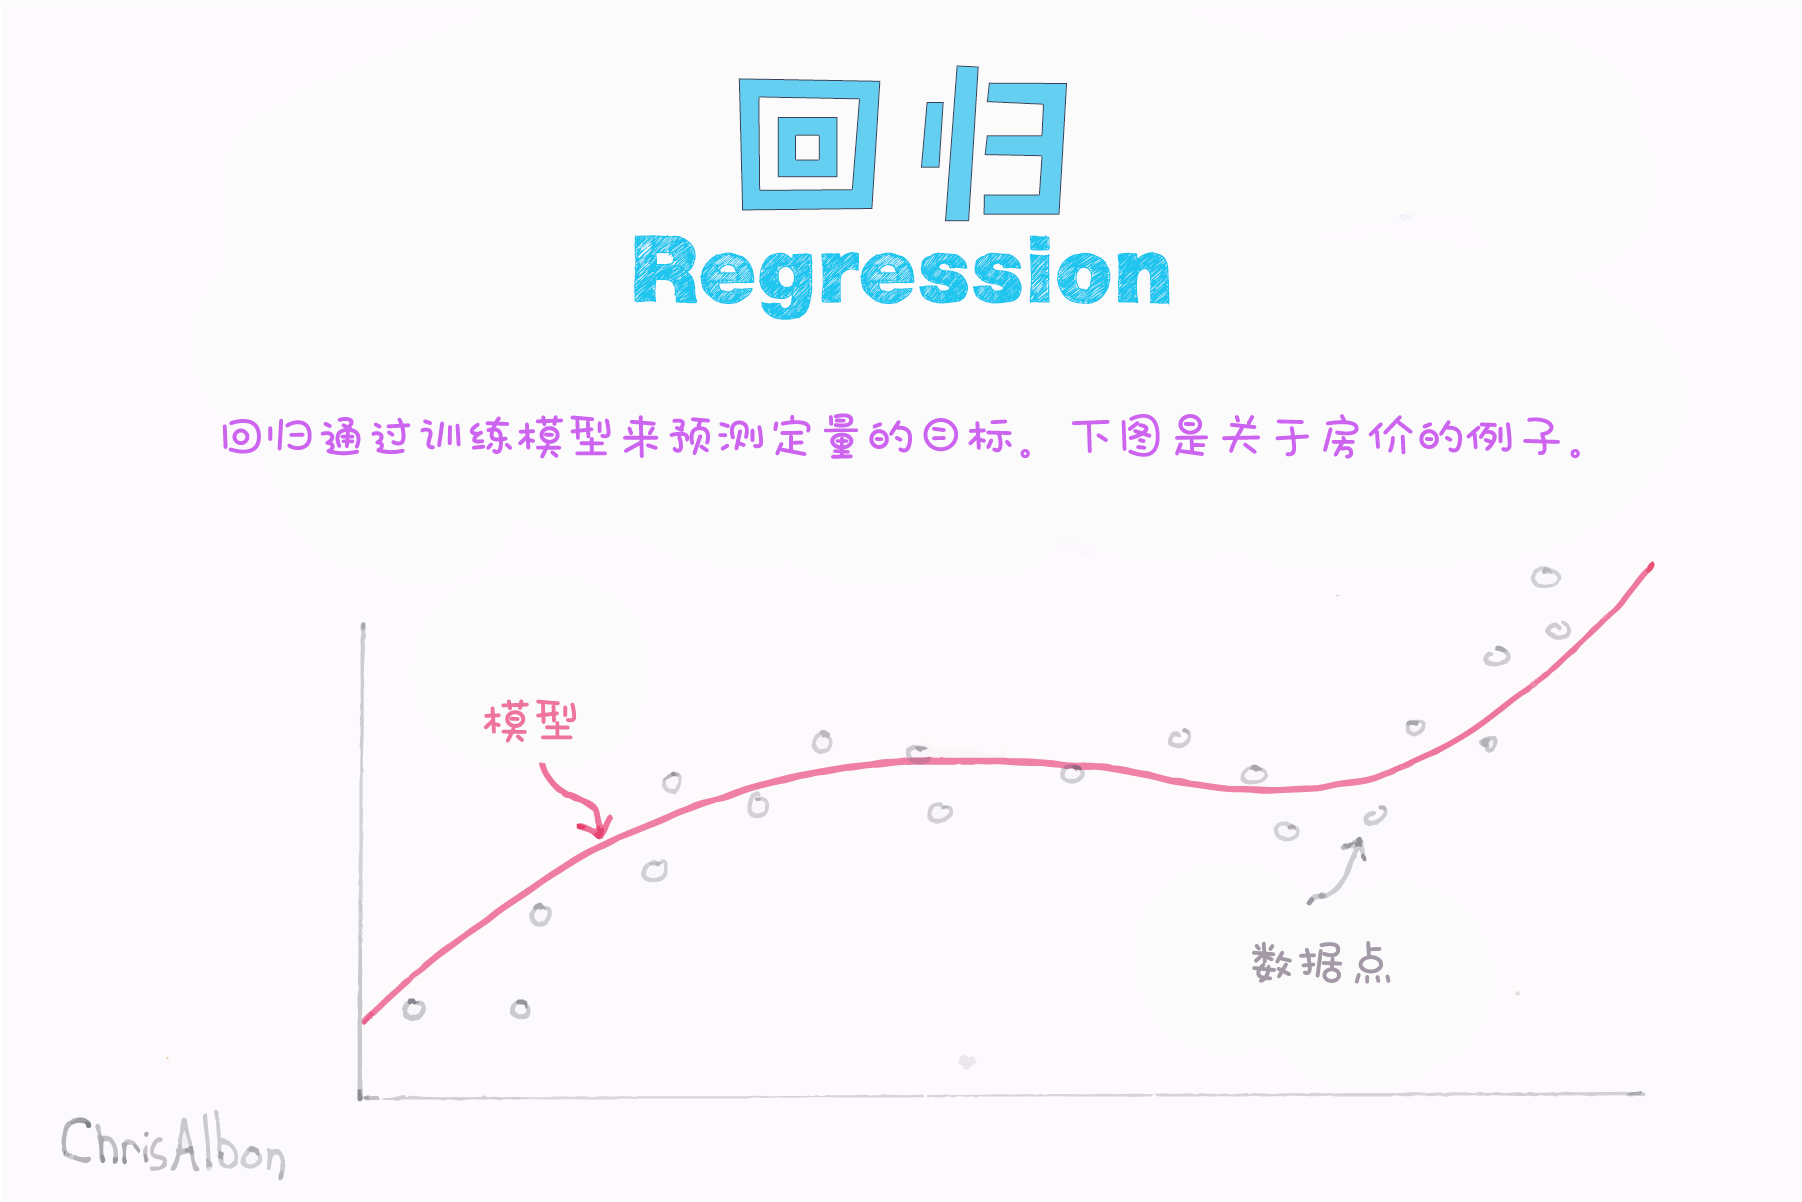 回归
Regression
回归通过训练模型来预测定量的目标。下图是关于房价的例子。
模型
数据点
ChrisAlbon